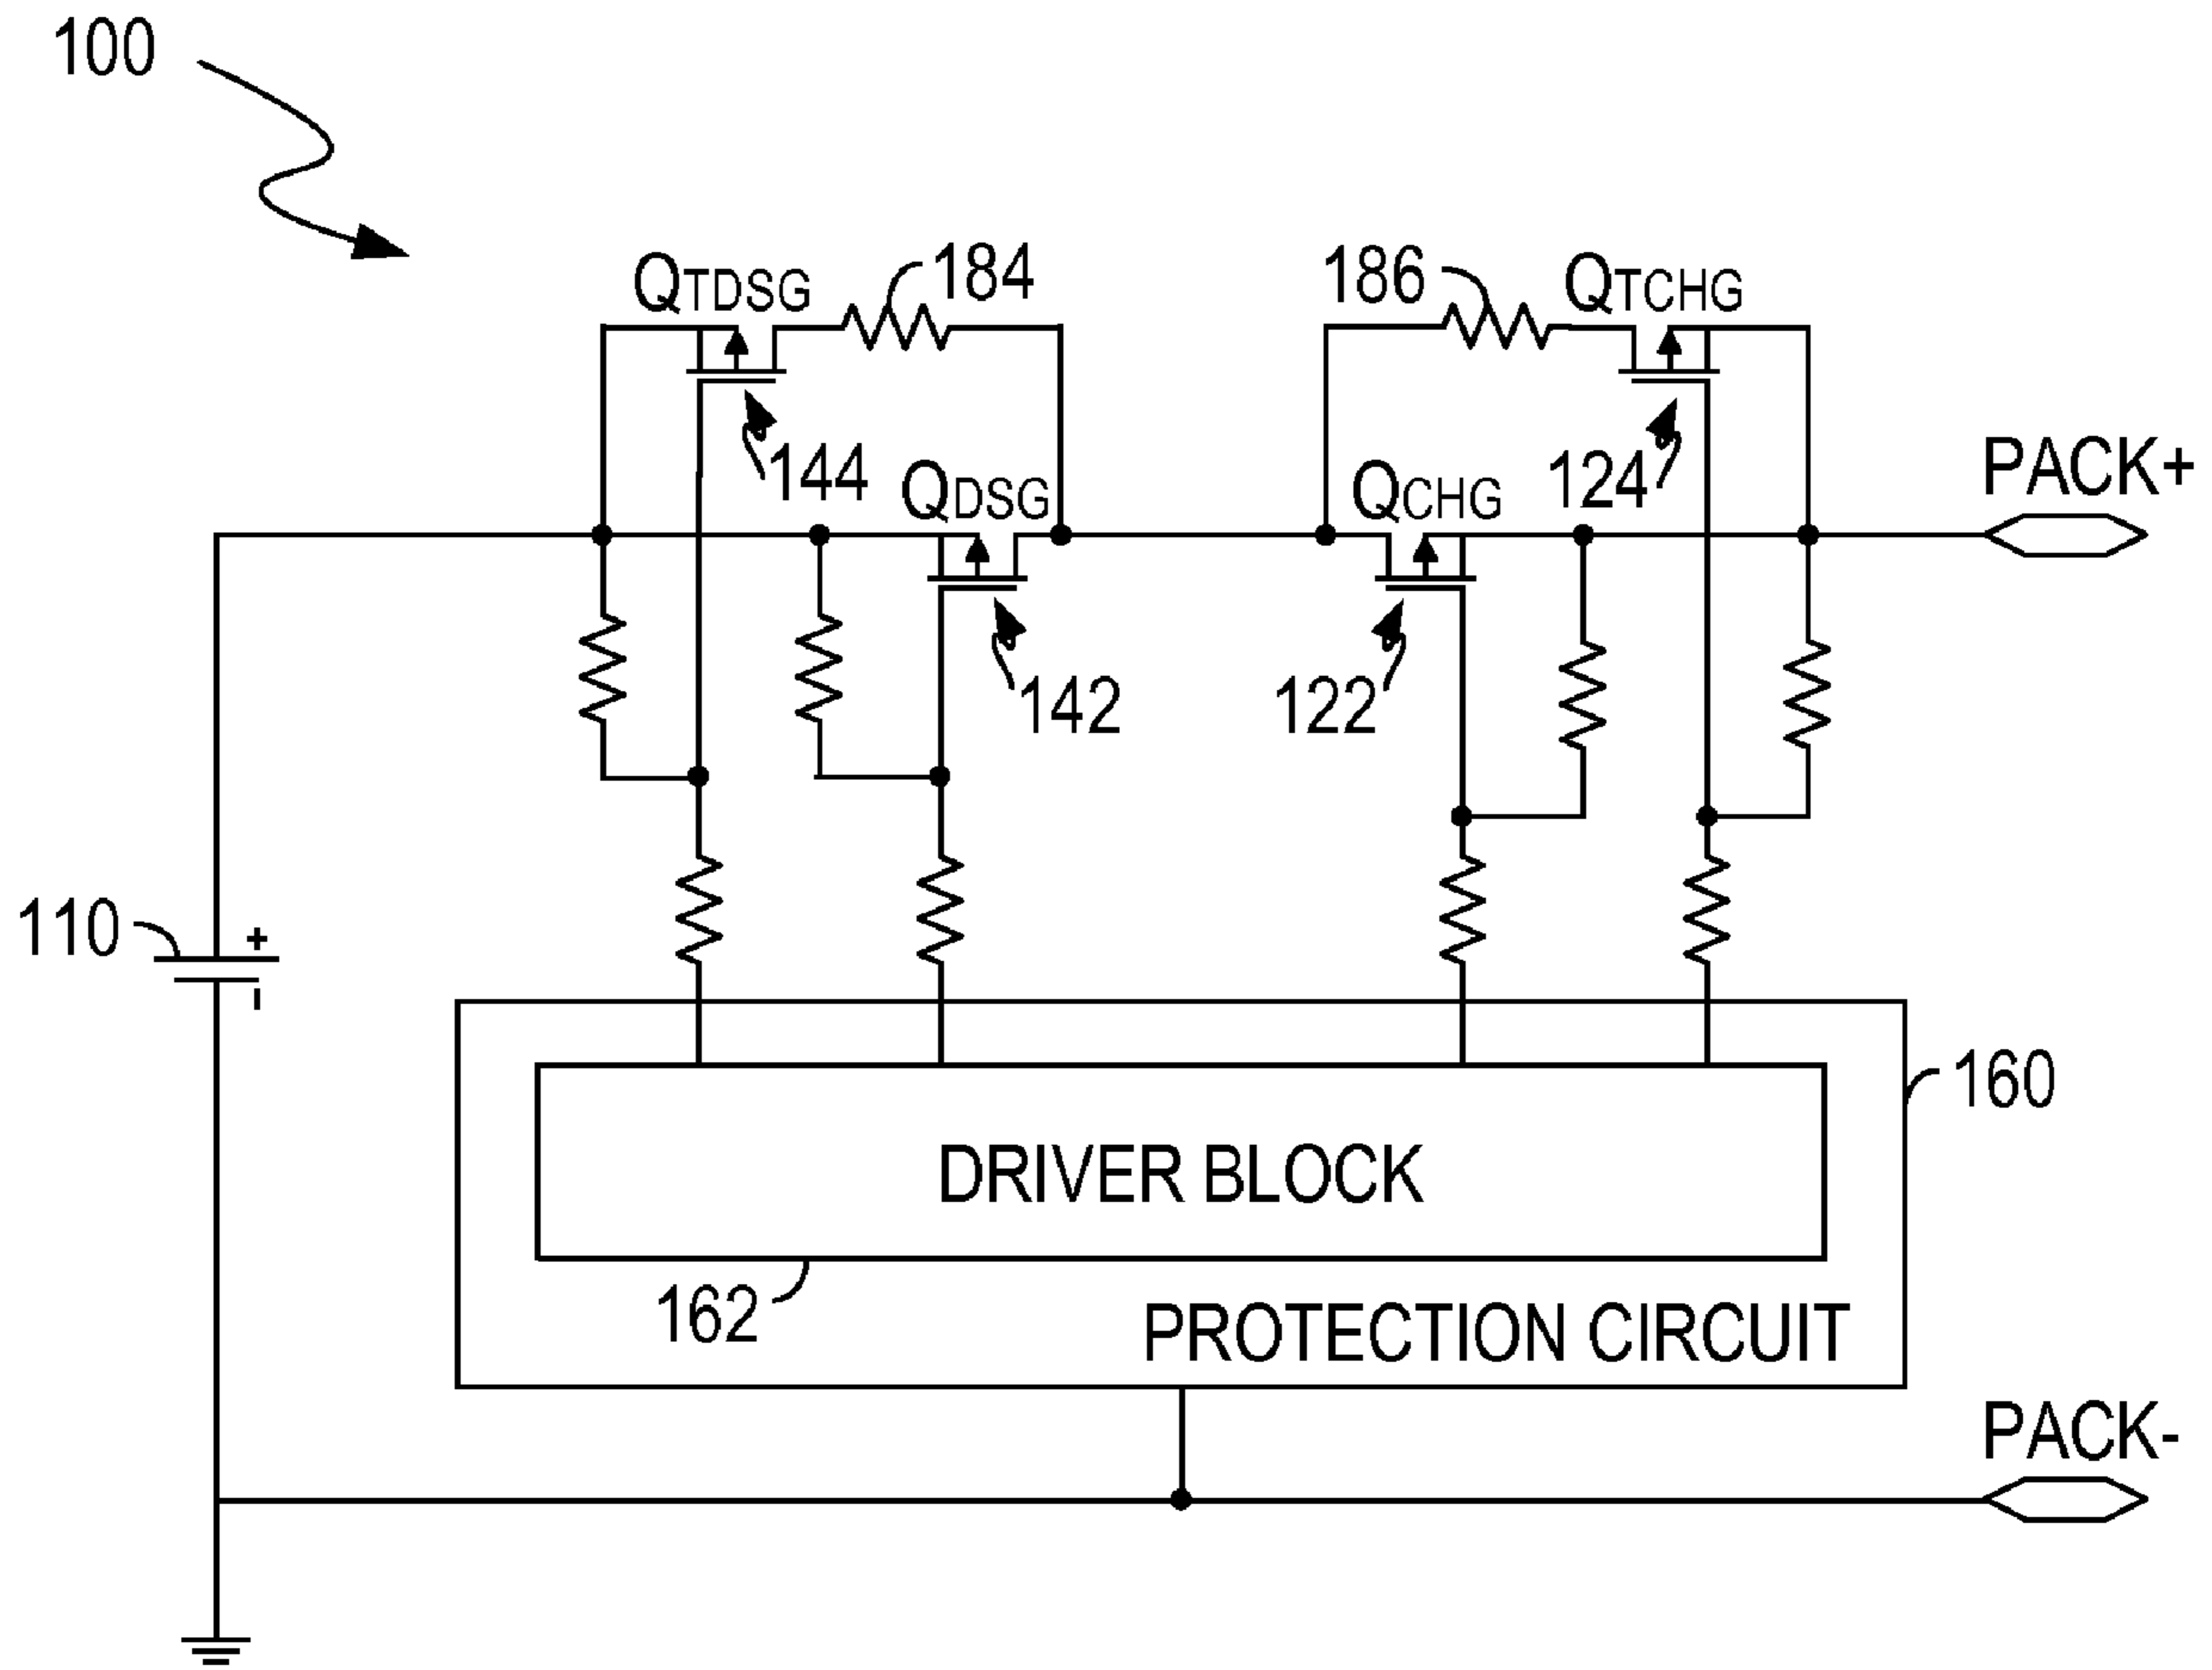 100
QTDSG
184
186
QTCHG
144
QDSG
QCHG
124
PACK+
142
122
110
+
-
160
DRIVER BLOCK
162
PROTECTION CIRCUIT
PACK-